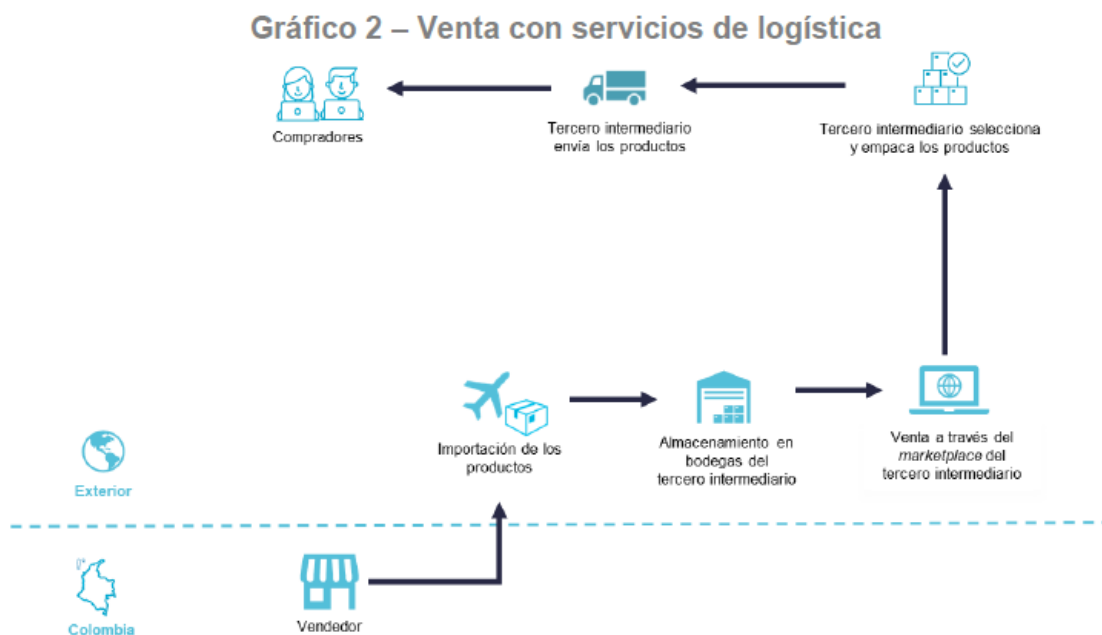 Gráfico 2 – Venta con servicios de logística
Compradores
Tercero intermediario
envía los productos
Tercero intermediario selecciona
y empaca los productos
Importación de los
productos
Almacenamiento en
bodegas del
tercero intermediario
Venta a través del
marketplace del
tercero intermediario
Exterior
Colombia
Vendedor